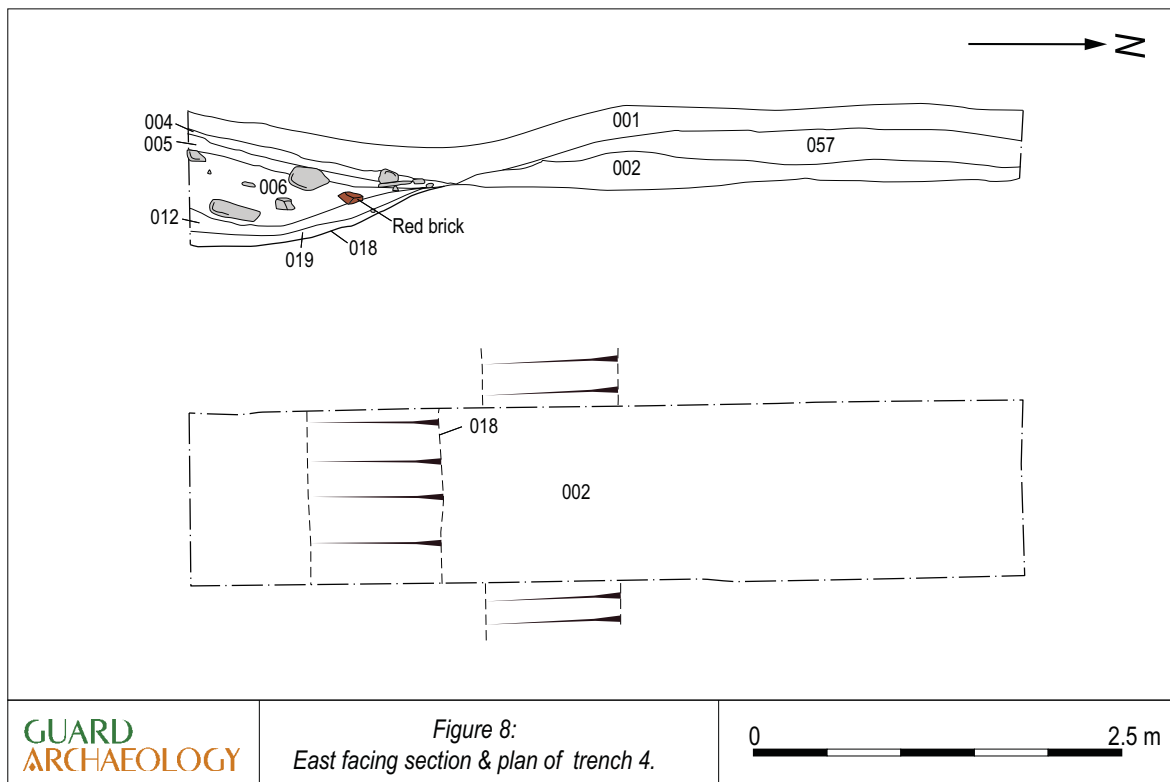 N
001
004
005
057
002
006
012
Red brick
018
019
018
002
GUARD
ARCHAEOLOGY
Figure 8:
East facing section & plan of trench 4.
0
2.5 m